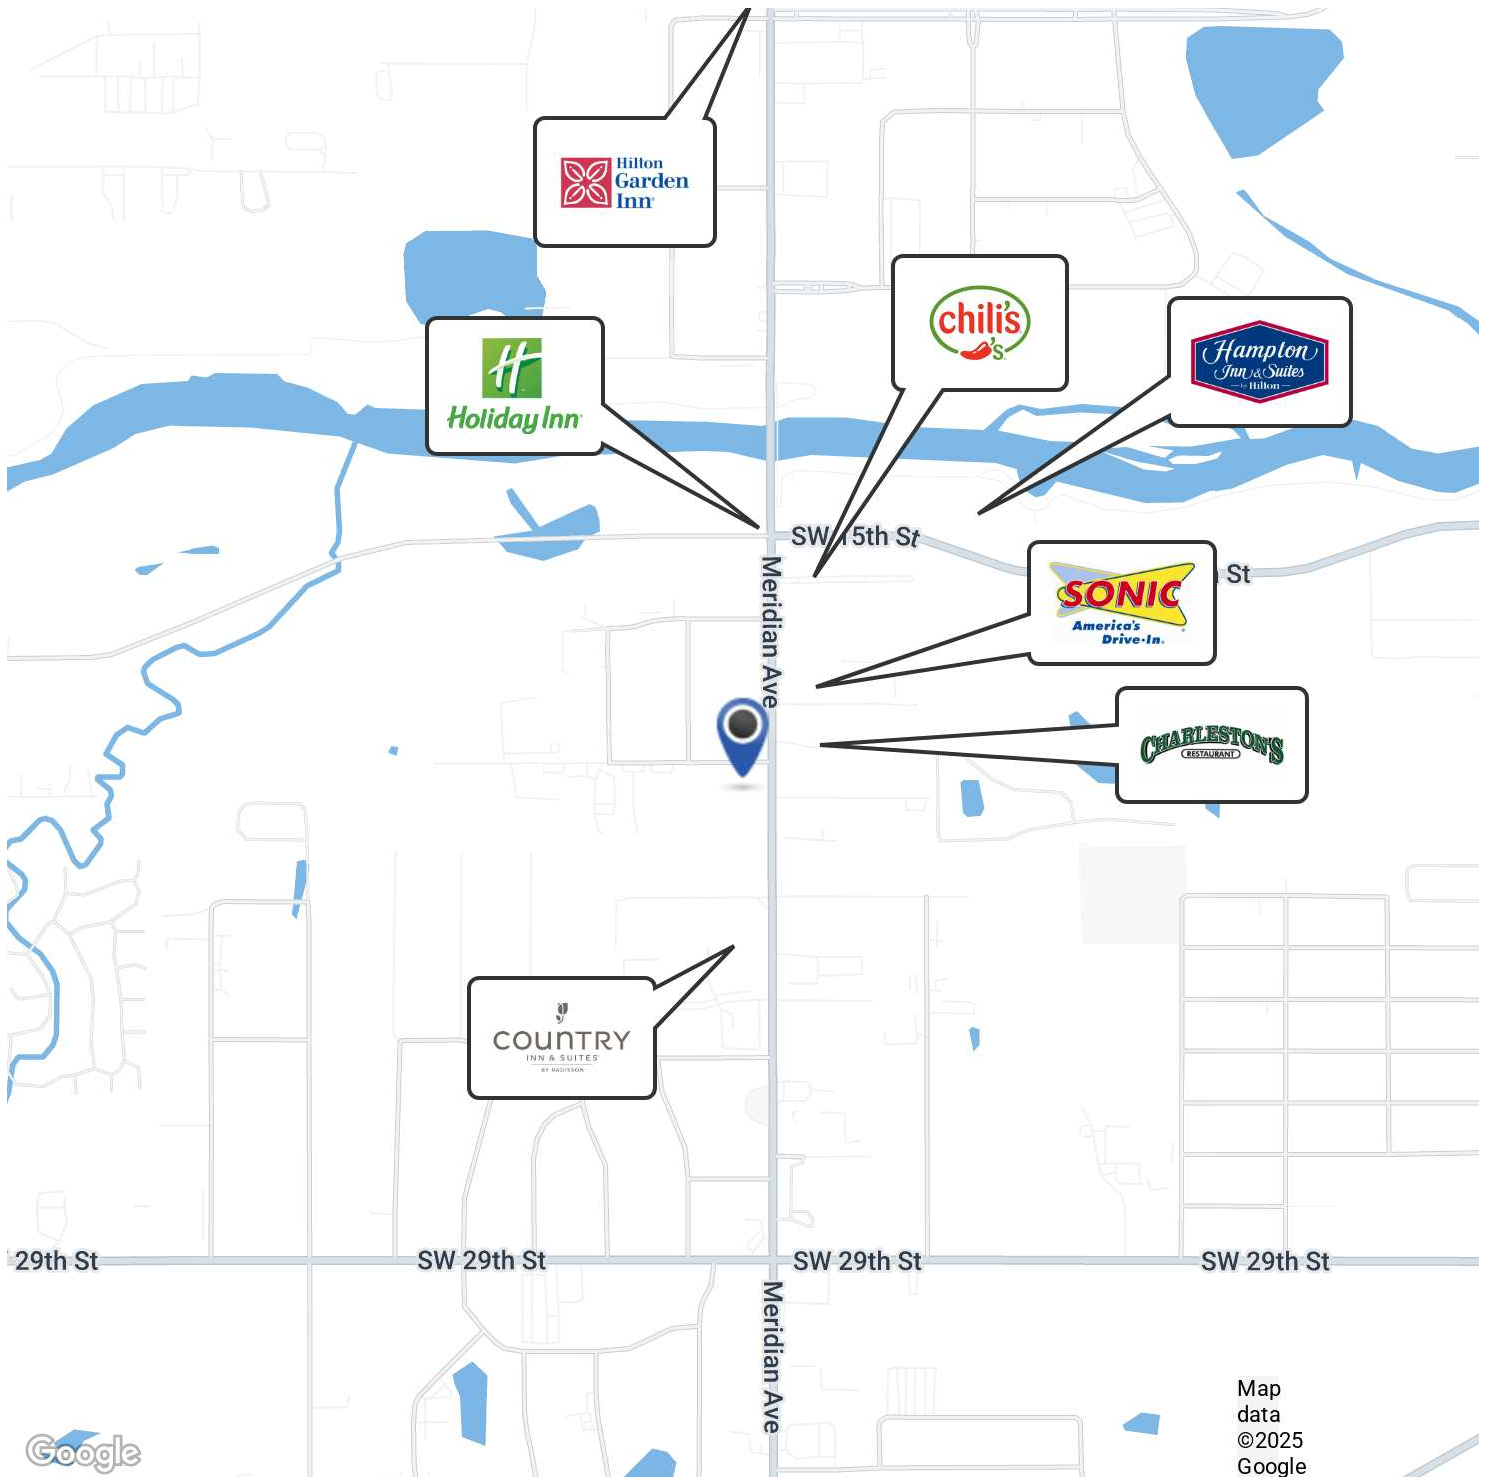 Hilton
Garden
Inn
chili's
's
Hampton
Inn & Suites
by Hilton
H
Holiday Inn
SW 15th St
St
Meridian Ave
SONIC
America's
Drive-In.
CHARLESTON'S
RESTAURANT
COUNTRY
INN & SUITES
BY RADISSON
29th St
SW 29th St
SW 29th St
SW 29th St
Meridian Ave
Map
data
©2025
Google
Google